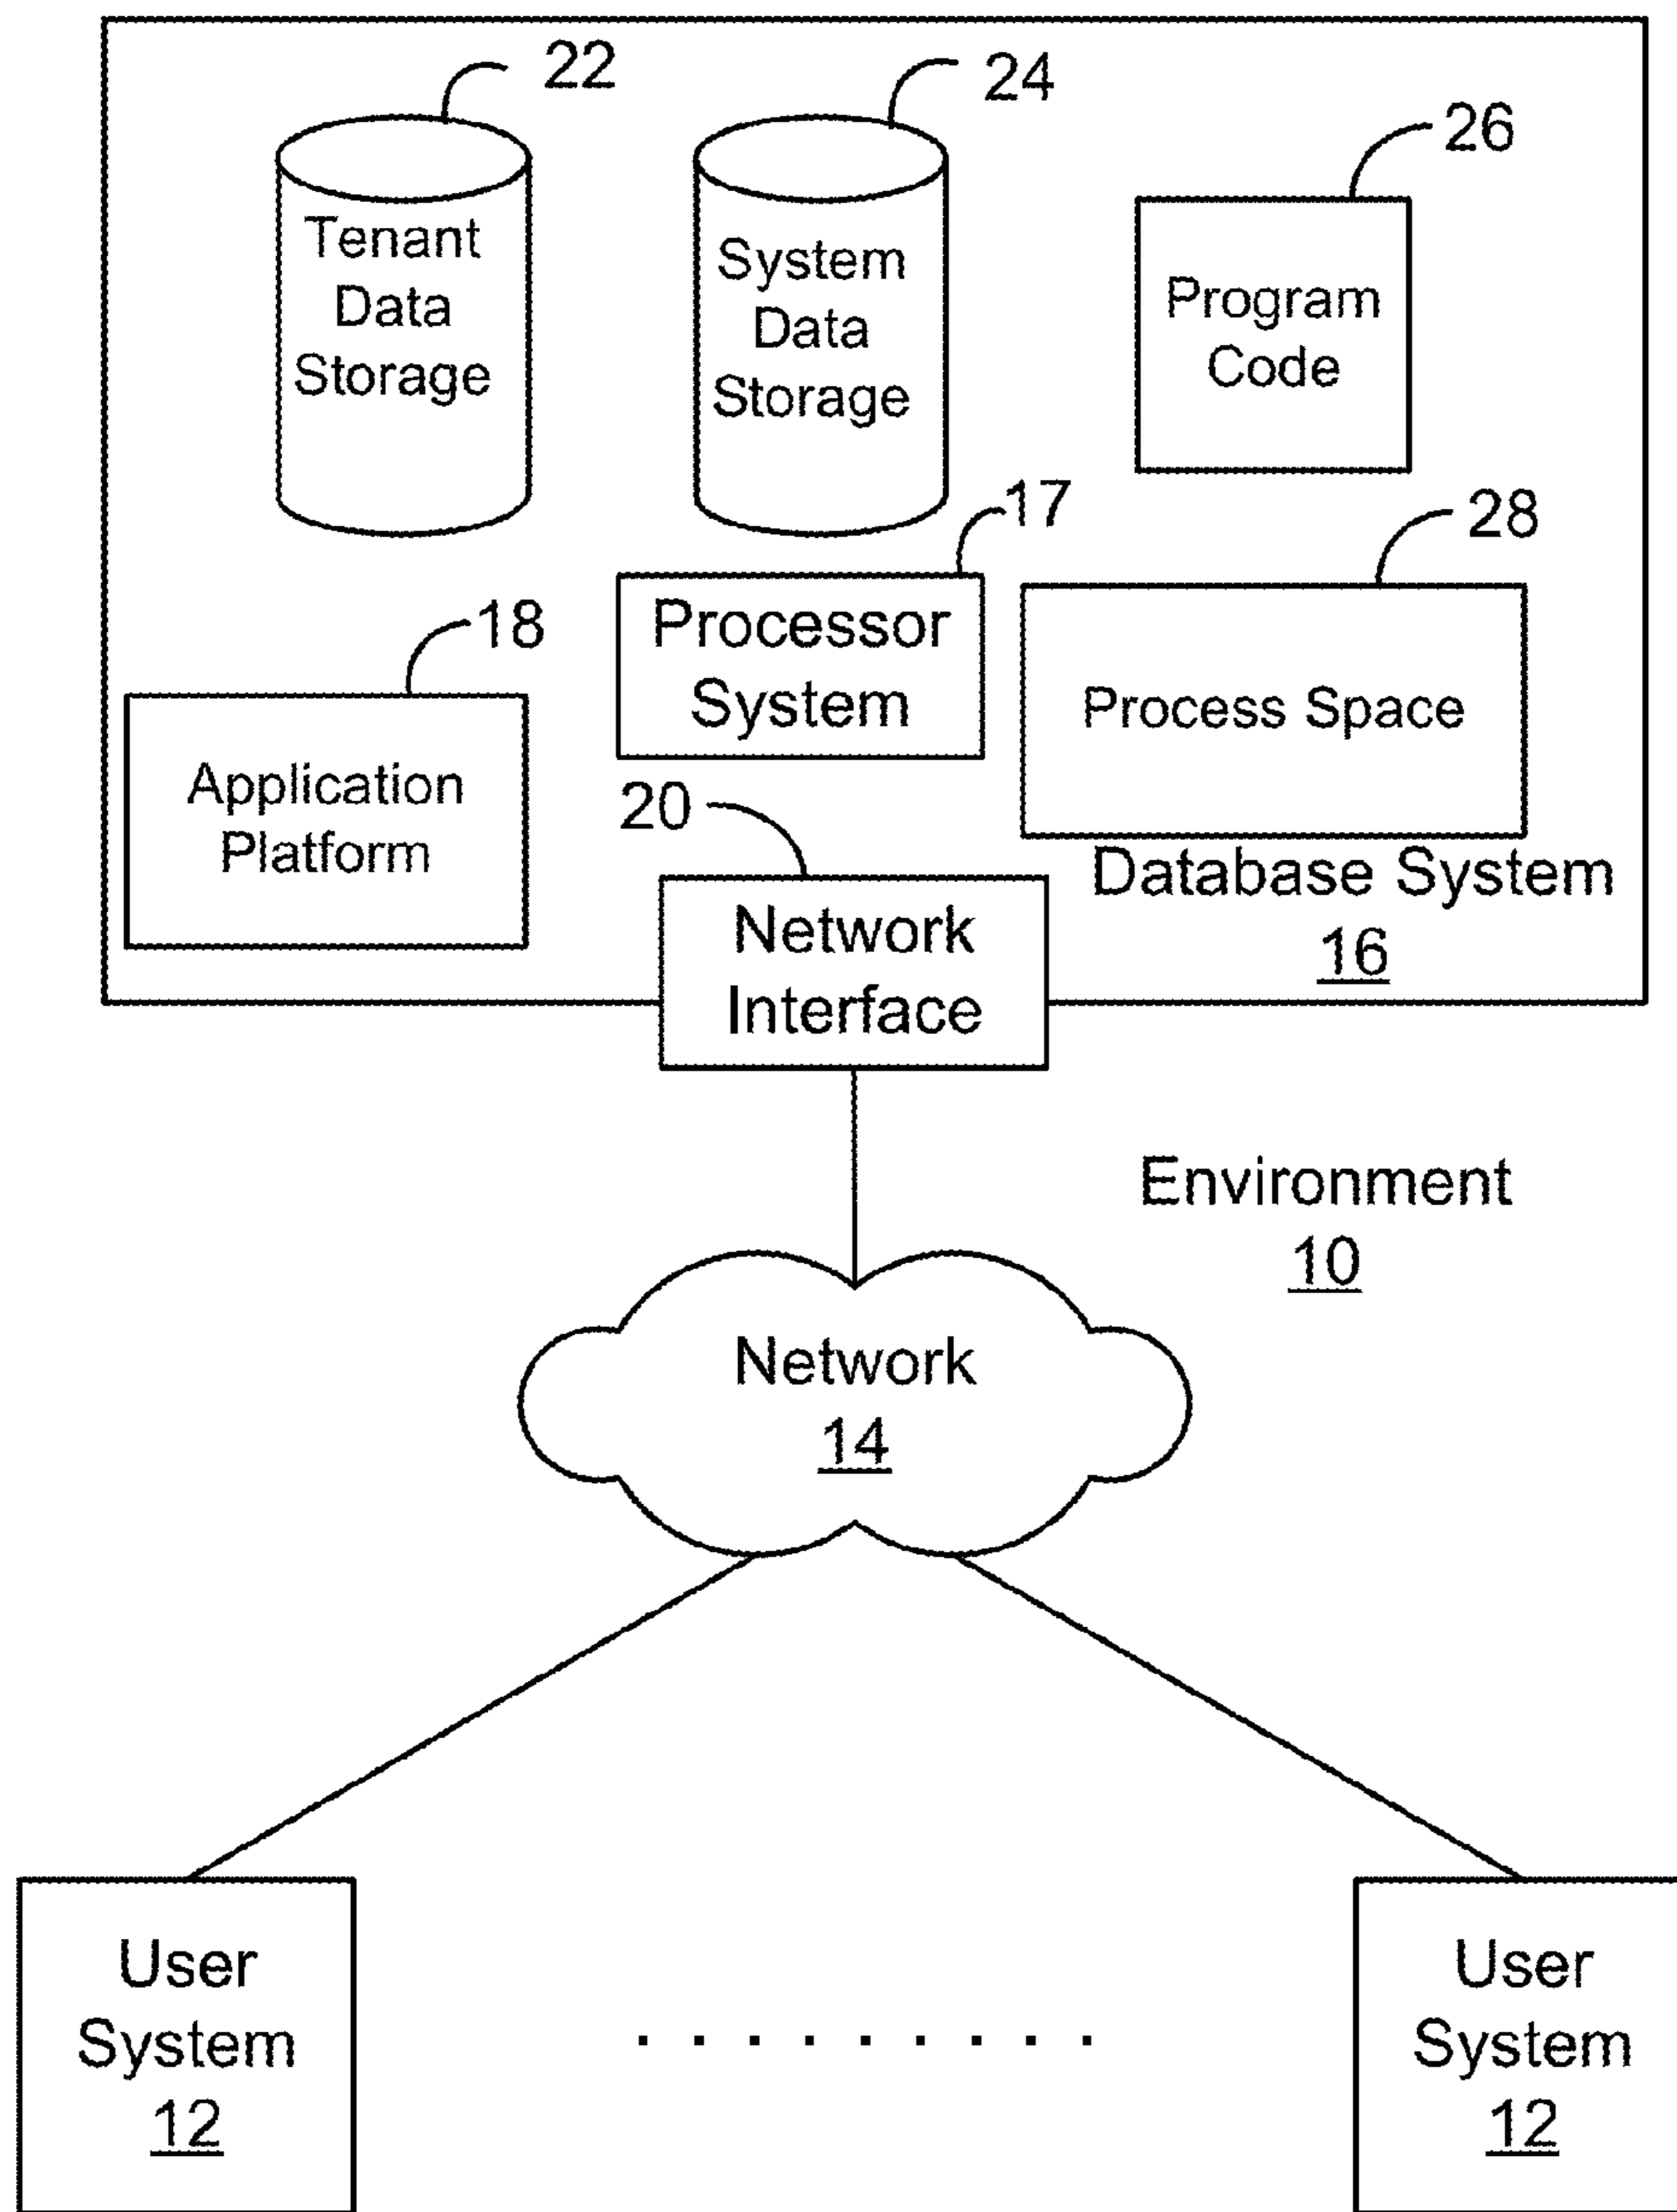 22
24
26
Tenant
Data
Storage
System
Data
Storage
Program
Code
17
28
18
Processor
System
Process Space
Application
Platform
20
Database System
16
Network
Interface
Environment
10
Network
14
User
System
12
. . . . . . . . .
User
System
12